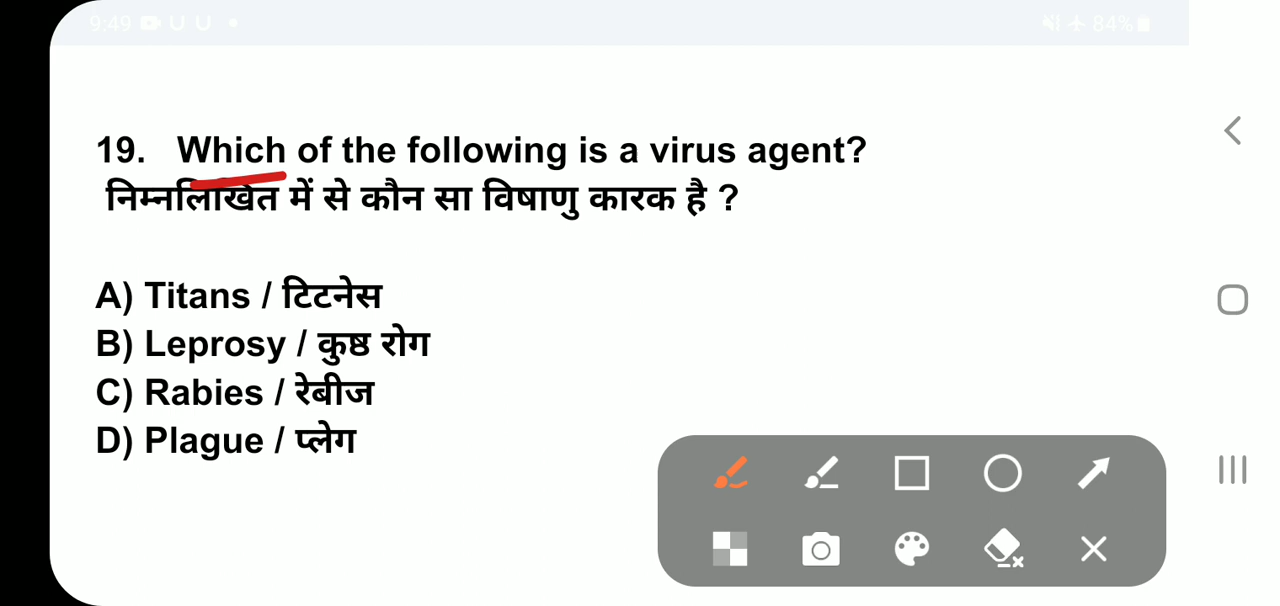 9:49 84%
19. Which of the following is a virus agent?
निम्नलिखित में से कौन सा विषाणु कारक है ?
A) Titans / टिटनेस
B) Leprosy / कुष्ठ रोग
C) Rabies / रेबीज
D) Plague / प्लेग